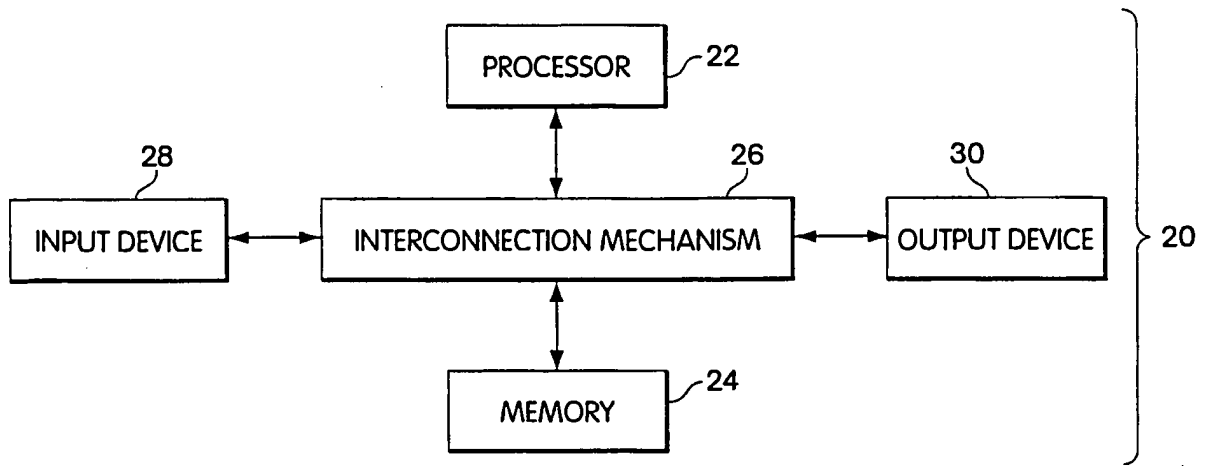 PROCESSOR
22
28
26
30
INPUT DEVICE
INTERCONNECTION MECHANISM
OUTPUT DEVICE
20
MEMORY
24